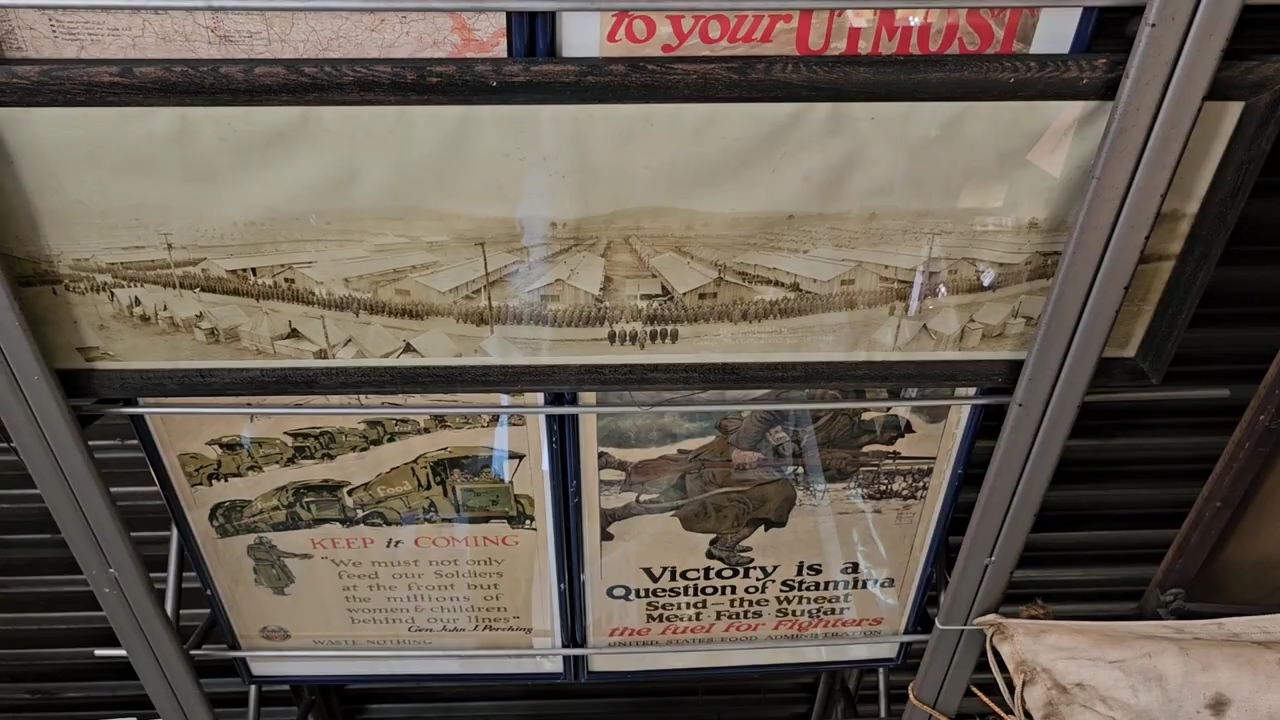 to your UTMOST
Food
KEEP it COMING
"We must not only
feed our Soldiers
at the front but
the millions of
women & children
behind our lines"
Gen. John J. Pershing
WASTE NOTHING
Victory is a
Question of Stamina
Send - the Wheat
Meat · Fats · Sugar
the fuel for Fighters
UNITED STATES FOOD ADMINISTRATION